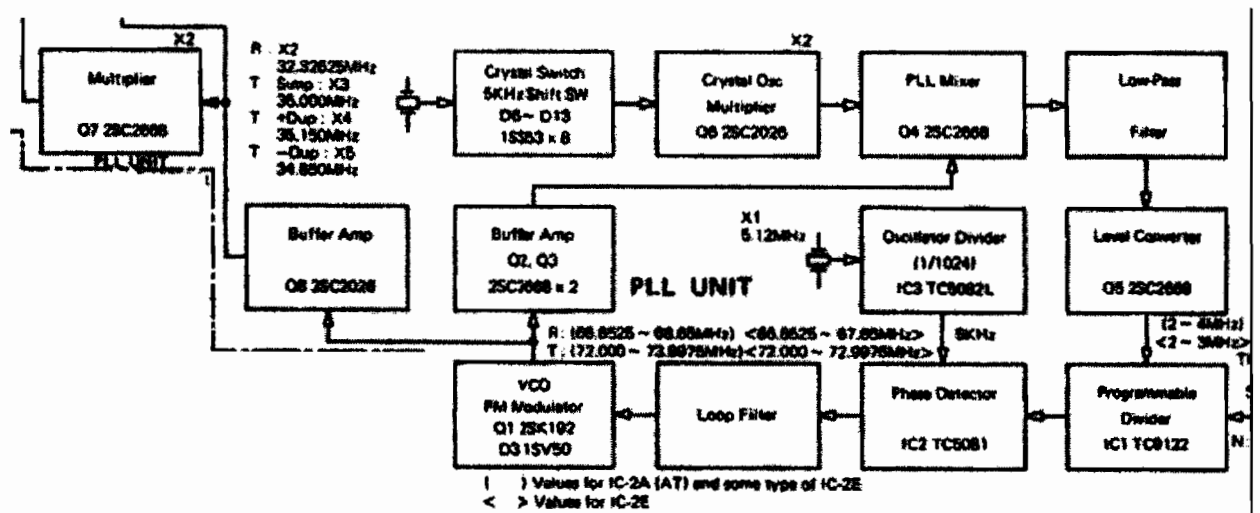 X2
Multiplier
Q7 2SC2668
PLL UNIT
R : X2
32.32625MHz
T Simp : X3
35.000MHz
T +Dup : X4
35.150MHz
T -Dup : X5
34.850MHz
Crystal Switch
5KHz Shift SW
D6~ D13
1SS53 x 8
X2
Crystal Osc
Multiplier
Q6 2SC2026
PLL Mixer
Q4 2SC2668
Low-Pass
Filter
Buffer Amp
Q8 2SC2026
Buffer Amp
Q2, Q3
2SC2668 x 2
X1
5.12MHz
PLL UNIT
Oscillator Divider
(1/1024)
IC3 TC5082L
Level Converter
Q5 2SC2668
R: (66.6525 ~ 68.65MHz) <66.6525 ~ 67.65MHz>
T: (72.000 ~ 73.9975MHz)<72.000 ~ 72.9975MHz>
5KHz
(2 ~ 4MHz)
<2 ~ 3MHz>
VCO
FM Modulator
Q1 2SK192
D3 1SV50
Loop Filter
Phase Detector
IC2 TC5081
Programmable
Divider
IC1 TC9122
N:
( ) Values for IC-2A (AT) and some type of IC-2E
< > Values for IC-2E